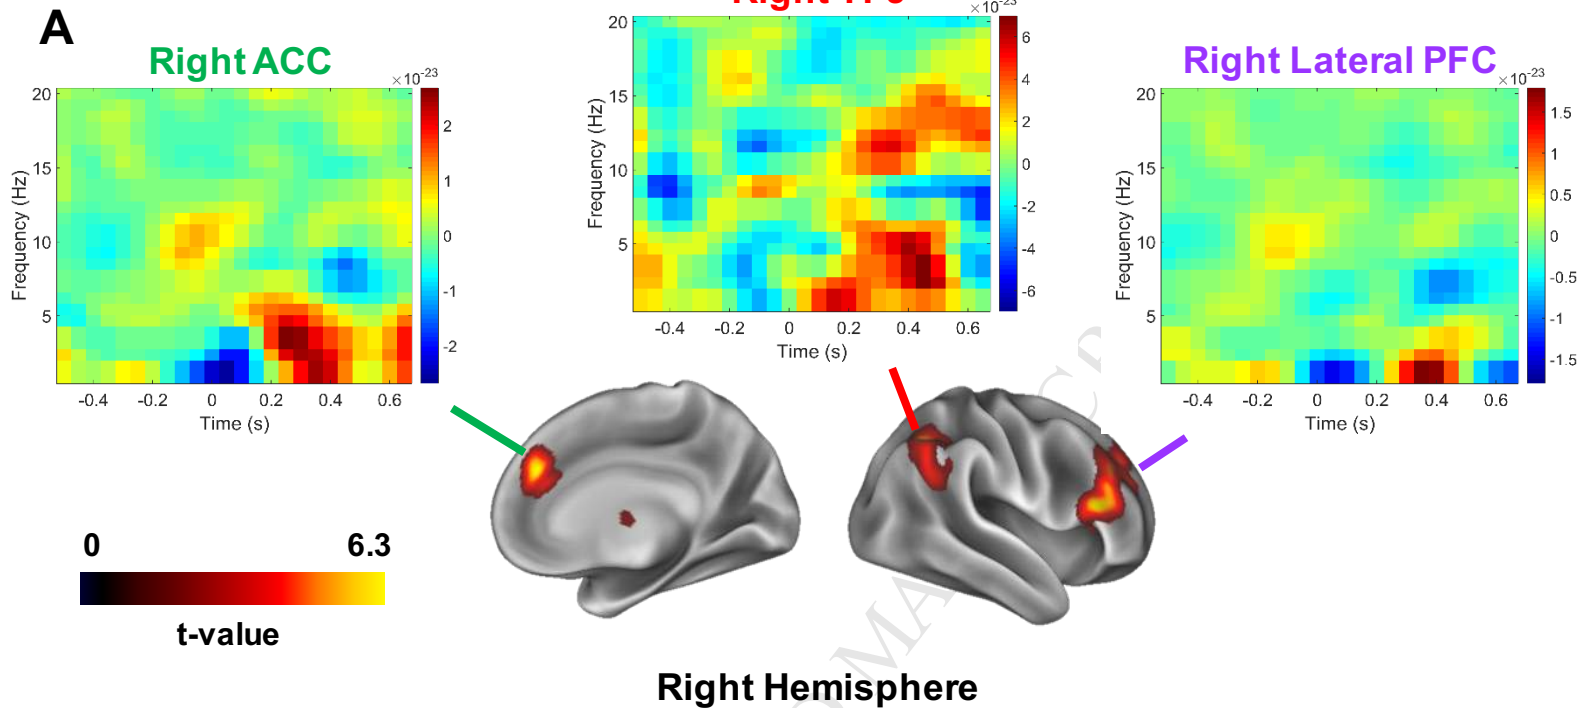 A
Right ACC
×10-23
20
15
10
5
Frequency (Hz)
-0.4 -0.2 0 0.2 0.4 0.6
Time (s)
2
1
0
-1
-2
Right
×10-23
20
15
10
5
Frequency (Hz)
-0.4 -0.2 0 0.2 0.4 0.6
Time (s)
6
4
2
0
-2
-4
-6
Right Lateral PFC
×10-23
20
15
10
5
Frequency (Hz)
-0.4 -0.2 0 0.2 0.4 0.6
Time (s)
1.5
1
0.5
0
-0.5
-1
-1.5
0 6.3
t-value
Right Hemisphere